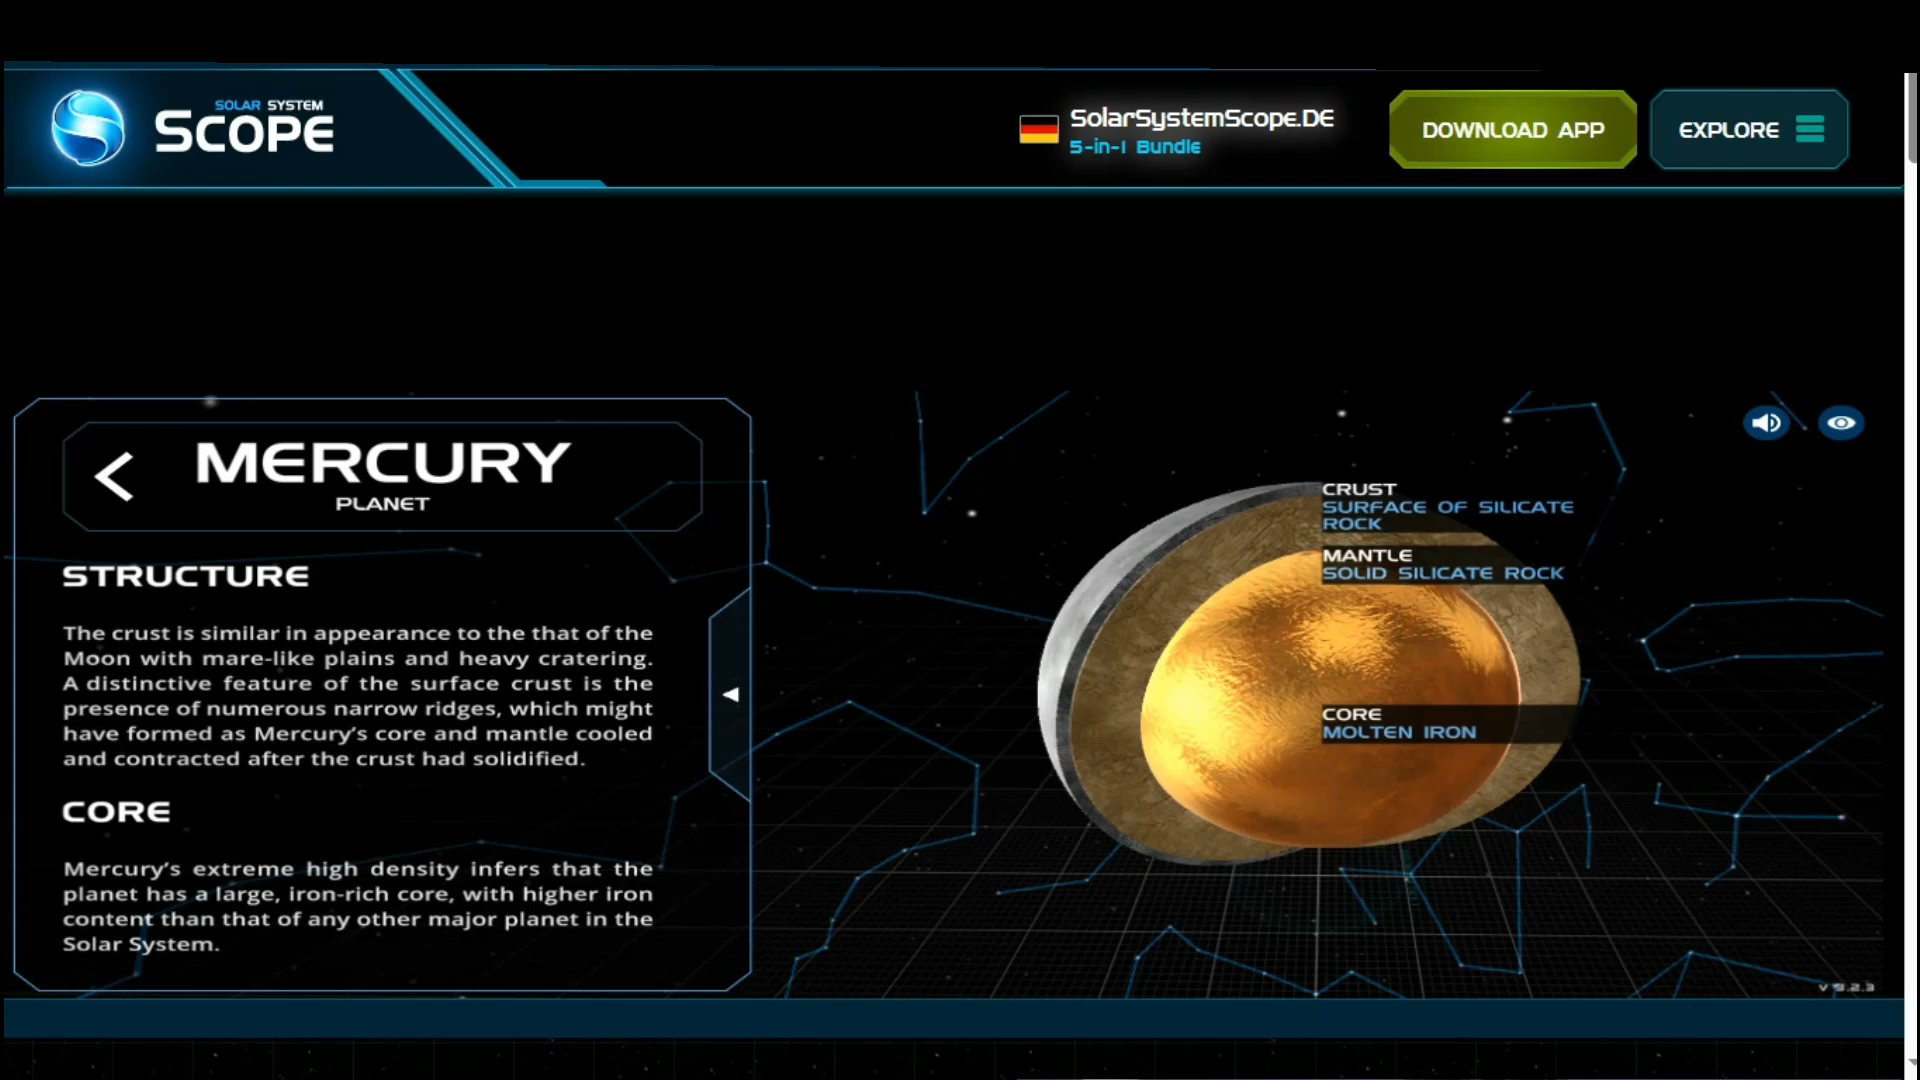 SOLAR SYSTEM
SCOPE
SolarSystemScope.DE
5-in-1 Bundle
DOWNLOAD APP
EXPLORE
MERCURY
PLANET
STRUCTURE
The crust is similar in appearance to the that of the
Moon with mare-like plains and heavy cratering.
A distinctive feature of the surface crust is the
presence of numerous narrow ridges, which might
have formed as Mercury's core and mantle cooled
and contracted after the crust had solidified.
CORE
Mercury's extreme high density infers that the
planet has a large, iron-rich core, with higher iron
content than that of any other major planet in the
Solar System.
CRUST
SURFACE OF SILICATE
ROCK
MANTLE
SOLID SILICATE ROCK
CORE
MOLTEN IRON